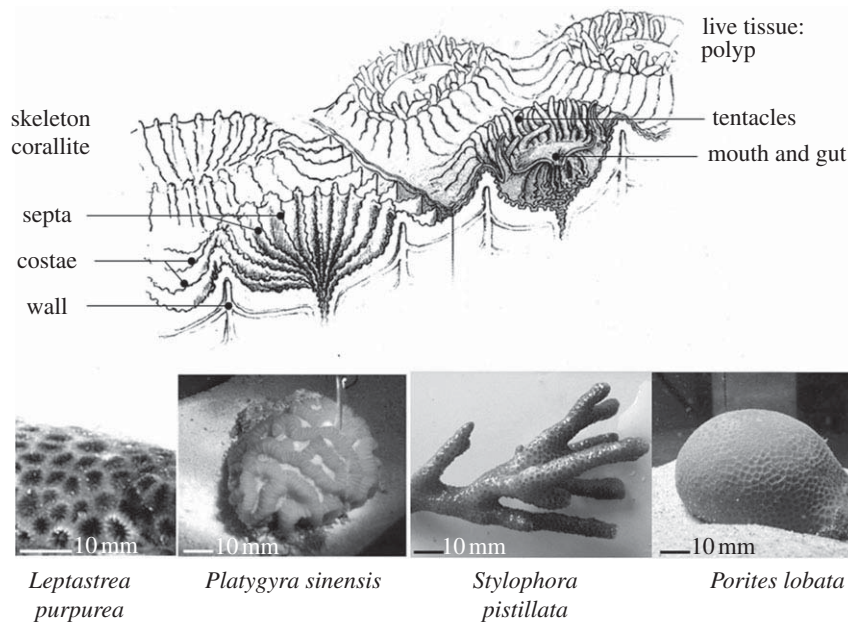 live tissue:
polyp
skeleton
corallite
tentacles
mouth and gut
septa
costae
wall
10 mm
10 mm
10 mm
10 mm
Leptastrea
purpurea
Platygyra sinensis
Stylophora
pistillata
Porites lobata